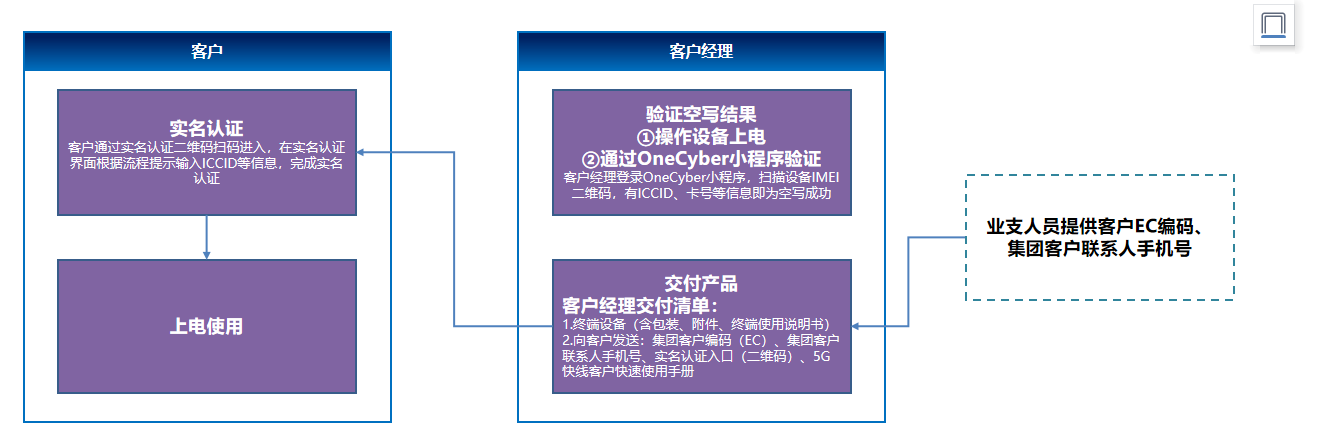 客户
实名认证
客户通过实名认证二维码扫码进入，在实名认证
界面根据流程提示输入ICCID等信息，完成实名
认证
上电使用
客户经理
验证空写结果
①操作设备上电
②通过OneCyber小程序验证
客户经理登录OneCyber小程序，扫描设备IMEI
二维码，有ICCID、卡号等信息即为空写成功
交付产品
客户经理交付清单：
1.终端设备（含包装、附件、终端使用说明书）
2.向客户发送：集团客户编码（EC）、集团客户
联系人手机号、实名认证入口（二维码）、5G
快线客户快速使用手册
业支人员提供客户EC编码、
集团客户联系人手机号